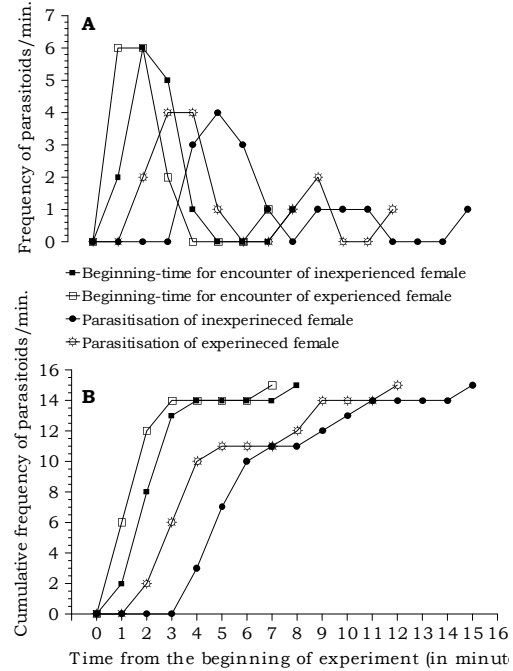 Frequency of parasitoids/min.
A
7
6
5
4
3
2
1
0
Beginning-time for encounter of inexperienced female
Beginning-time for encounter of experienced female
Parasitisation of inexperineced female
Parasitisation of experineced female
Cumulative frequency of parasitoids/min.
B
16
14
12
10
8
6
4
2
0
0 1 2 3 4 5 6 7 8 9 10 11 12 13 14 15 16
Time from the beginning of experiment (in minut